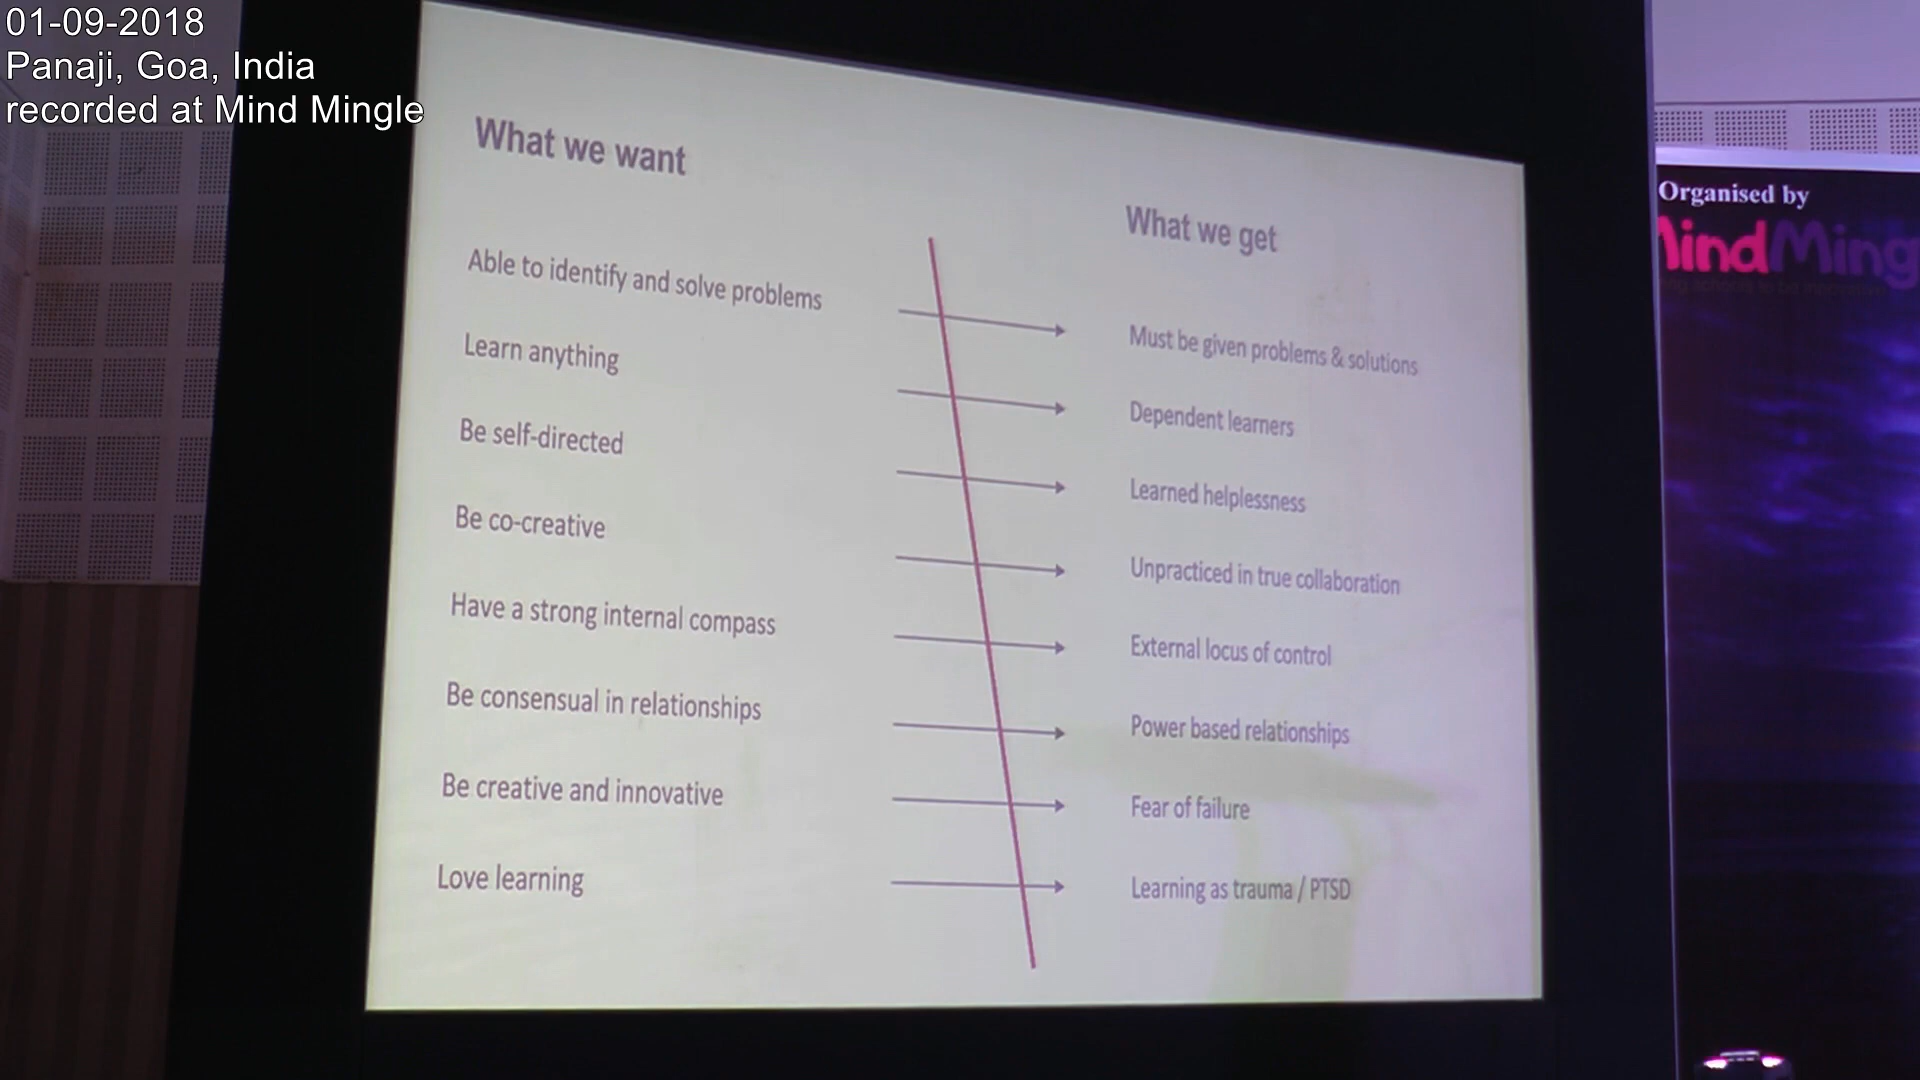 01-09-2018
Panaji, Goa, India
recorded at Mind Mingle
What we want
What we get
Able to identify and solve problems
Must be given problems & solutions
Learn anything
Dependent learners
Be self-directed
Learned helplessness
Be co-creative
Unpracticed in true collaboration
Have a strong internal compass
External locus of control
Be consensual in relationships
Power based relationships
Be creative and innovative
Fear of failure
Love learning
Learning as trauma / PTSD
Organised by
MindMing